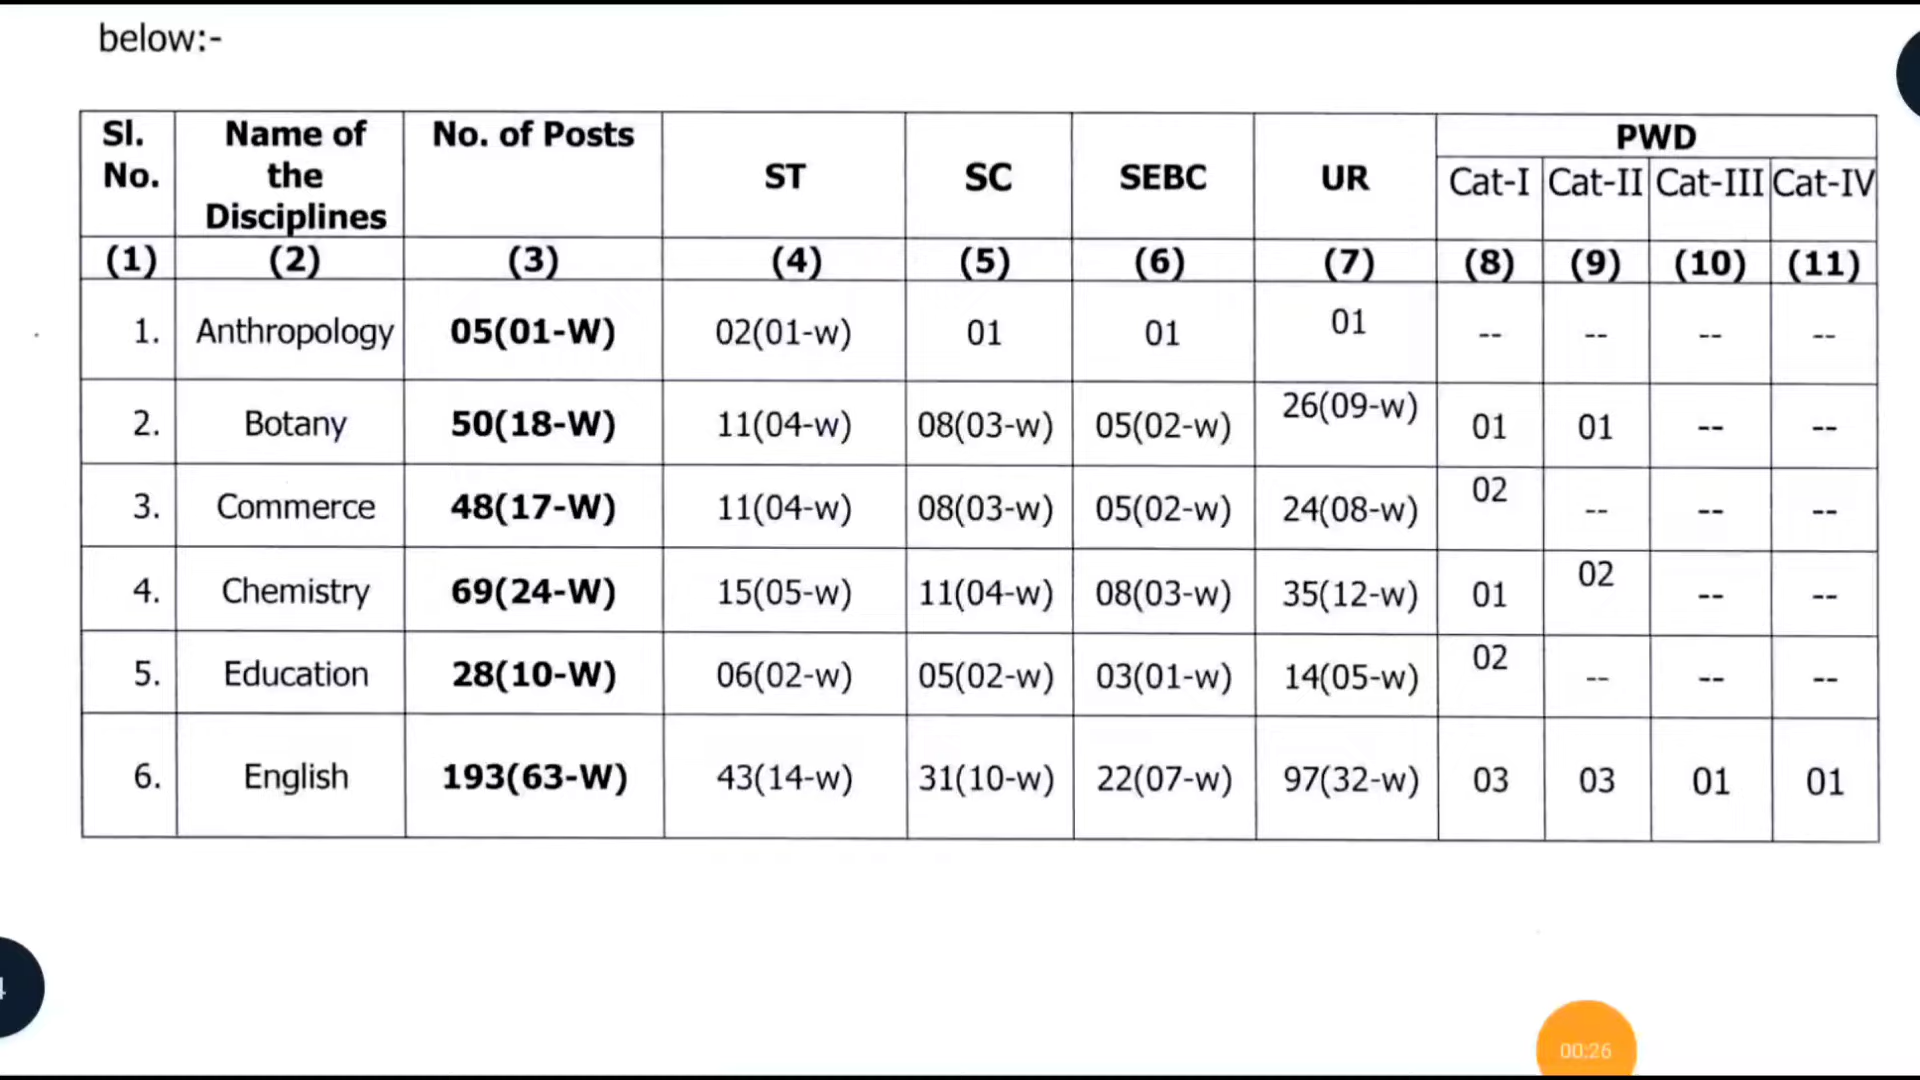 below:-
Sl. No. Name of the Disciplines No. of Posts ST SC SEBC UR PWD
Cat-I Cat-II Cat-III Cat-IV
(1) (2) (3) (4) (5) (6) (7) (8) (9) (10) (11)
1. Anthropology 05(01-W) 02(01-w) 01 01 01 -- -- -- --
2. Botany 50(18-W) 11(04-w) 08(03-w) 05(02-w) 26(09-w) 01 01 -- --
3. Commerce 48(17-W) 11(04-w) 08(03-w) 05(02-w) 24(08-w) 02 -- -- --
4. Chemistry 69(24-W) 15(05-w) 11(04-w) 08(03-w) 35(12-w) 01 02 -- --
5. Education 28(10-W) 06(02-w) 05(02-w) 03(01-w) 14(05-w) 02 -- -- --
6. English 193(63-W) 43(14-w) 31(10-w) 22(07-w) 97(32-w) 03 03 01 01
4
00:26